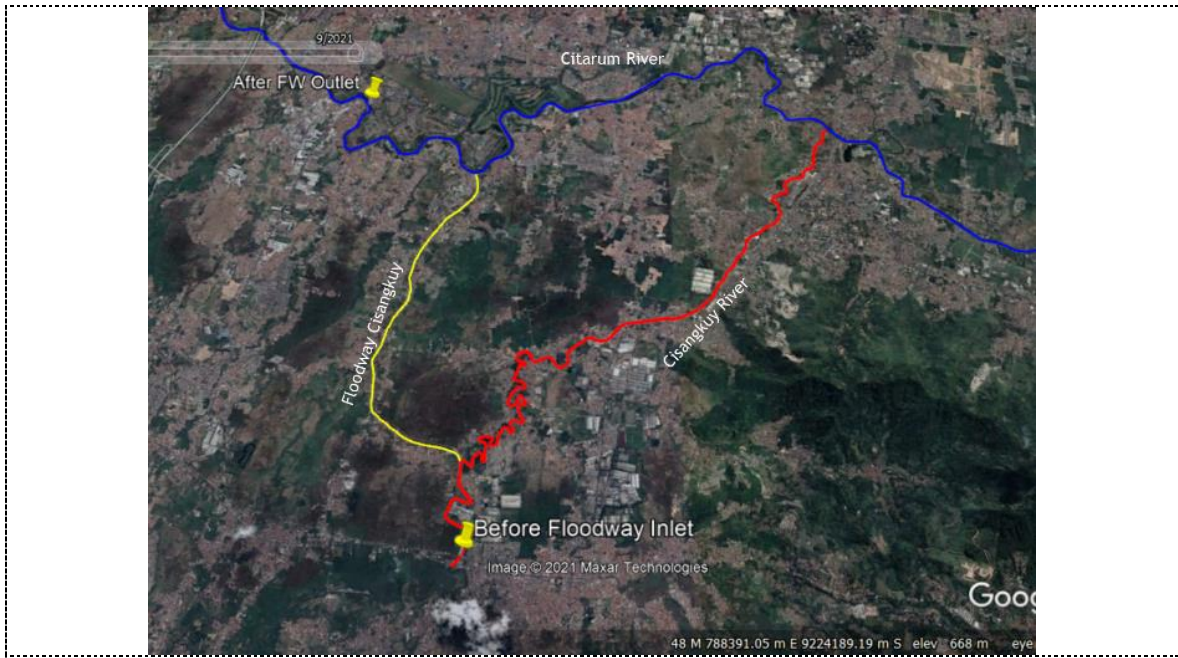 9/2021
Citarum River
After FW Outlet
Floodway Cisangkuy
Cisangkuy River
Before Floodway Inlet
Image © 2021 Maxar Technologies
Goog
48 M 788391.05 m E 9224189.19 m S elev 668 m eye